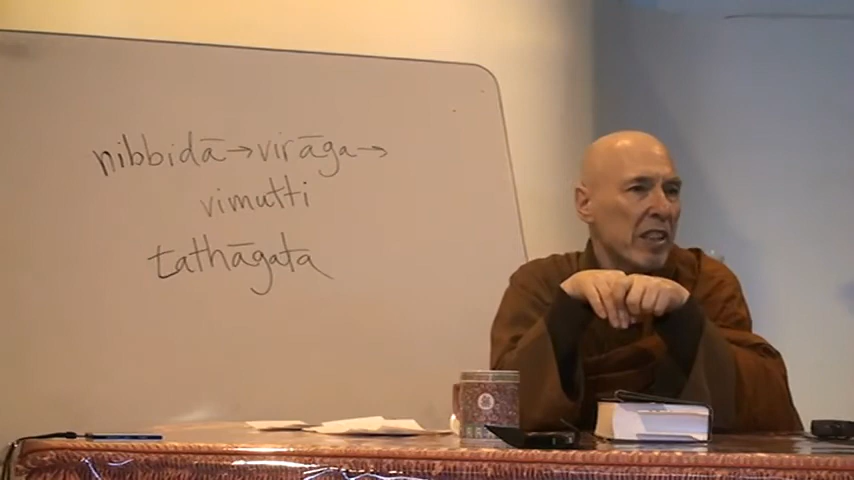 nibbidā → virāga →
vimutti
tathāgata